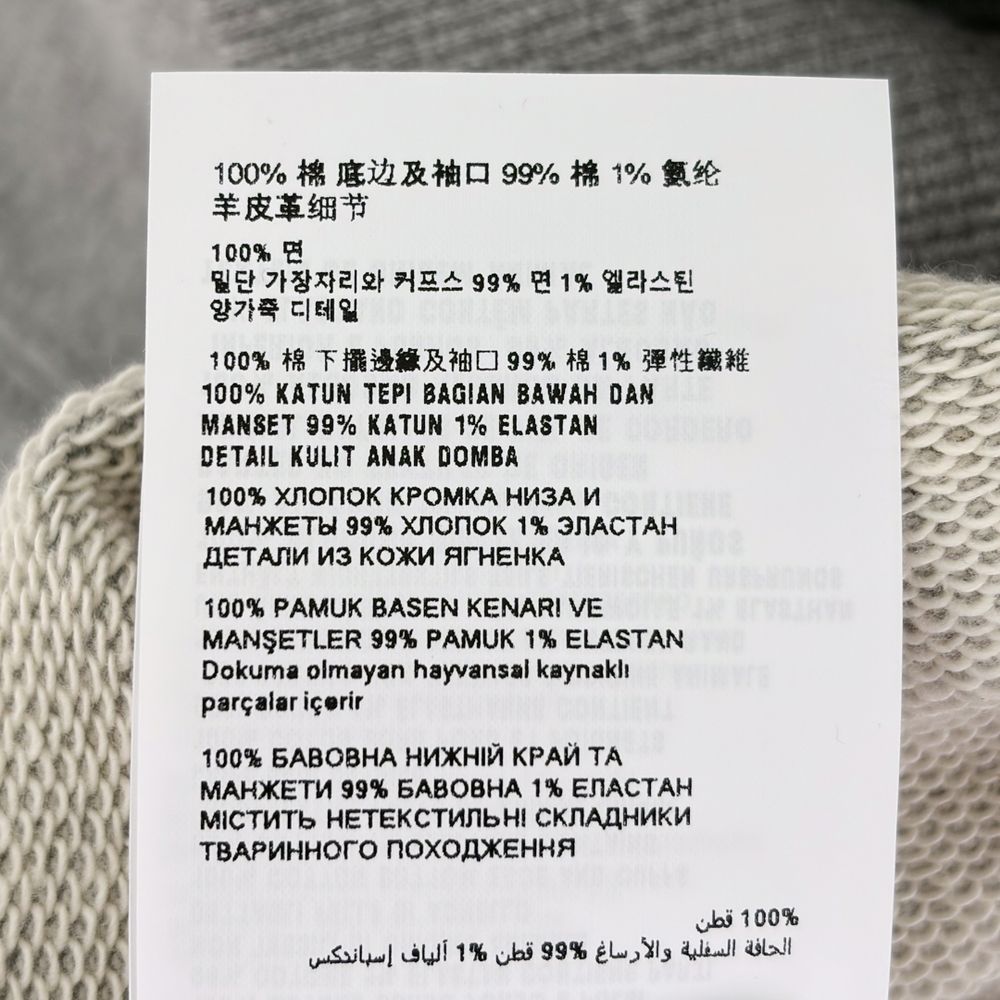 100% 棉 底边及袖口 99% 棉 1% 氨纶
羊皮革细节
100% 면
밑단 가장자리와 커프스 99% 면 1% 엘라스틴
양가죽 디테일
100% 棉 下擺邊緣及袖口 99% 棉 1% 彈性纖維
100% KATUN TEPI BAGIAN BAWAH DAN
MANSET 99% KATUN 1% ELASTAN
DETAIL KULIT ANAK DOMBA
100% ХЛОПОК КРОМКА НИЗА И
МАНЖЕТЫ 99% ХЛОПОК 1% ЭЛАСТАН
ДЕТАЛИ ИЗ КОЖИ ЯГНЕНКА
100% PAMUK BASEN KENARI VE
MANŞETLER 99% PAMUK 1% ELASTAN
Dokuma olmayan hayvansal kaynaklı
parçalar içerir
100% БАВОВНА НИЖНІЙ КРАЙ ТА
МАНЖЕТИ 99% БАВОВНА 1% ЕЛАСТАН
МІСТИТЬ НЕТЕКСТИЛЬНІ СКЛАДНИКИ
ТВАРИННОГО ПОХОДЖЕННЯ
100% قطن
الحافة السفلية والأرساغ 99% قطن 1% ألياف إسباندكس